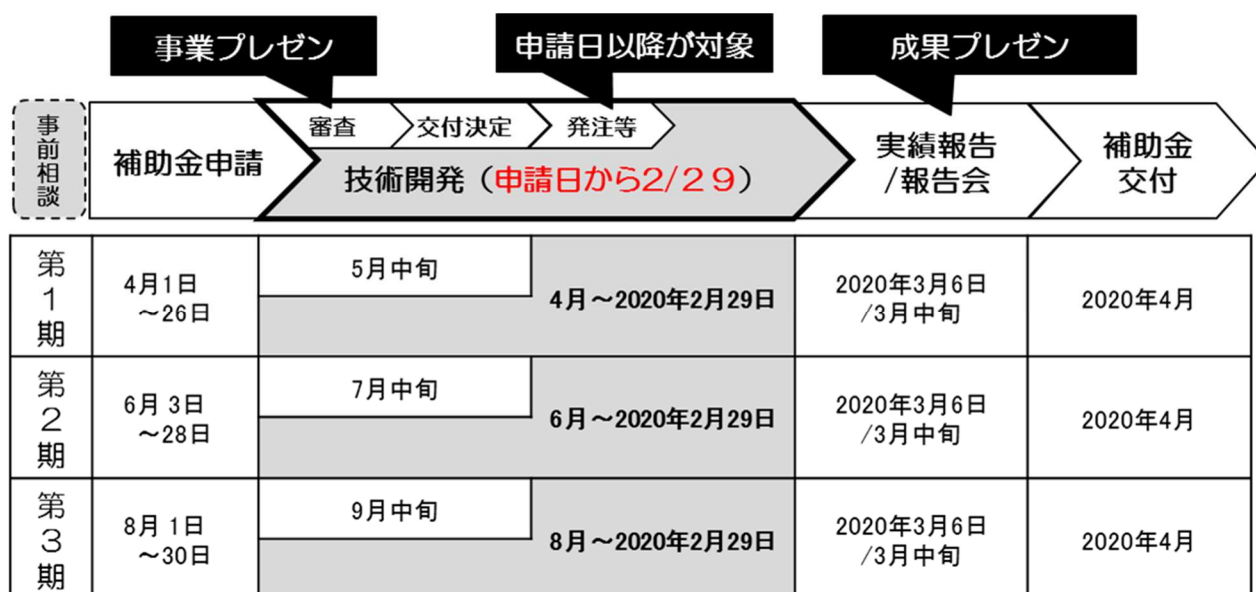 事業プレゼン
申請日以降が対象
成果プレゼン
事前相談
補助金申請
審査
交付決定
発注等
技術開発（申請日から2/29）
実績報告
/報告会
補助金
交付
第1期
4月1日
～26日
5月中旬
4月～2020年2月29日
2020年3月6日
/3月中旬
2020年4月
第2期
6月 3日
～28日
7月中旬
6月～2020年2月29日
2020年3月6日
/3月中旬
2020年4月
第3期
8月 1日
～30日
9月中旬
8月～2020年2月29日
2020年3月6日
/3月中旬
2020年4月